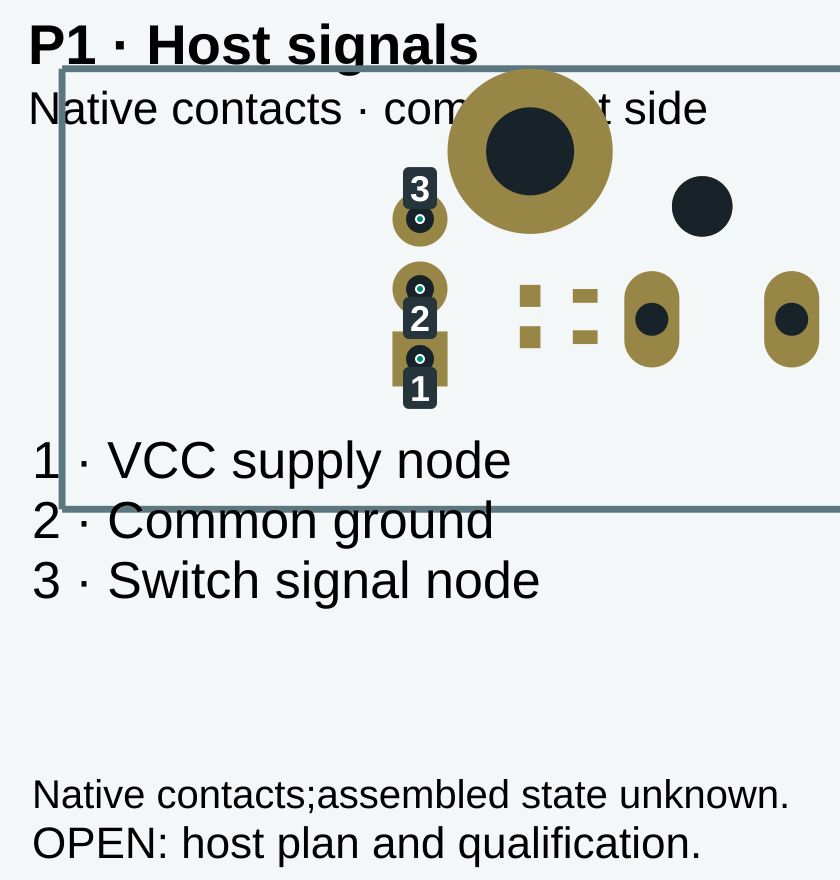 P1 · Host signals
Native contacts · side
3
2
1
1 · VCC supply node
2 · Common ground
3 · Switch signal node
Native contacts;assembled state unknown.
OPEN: host plan and qualification.